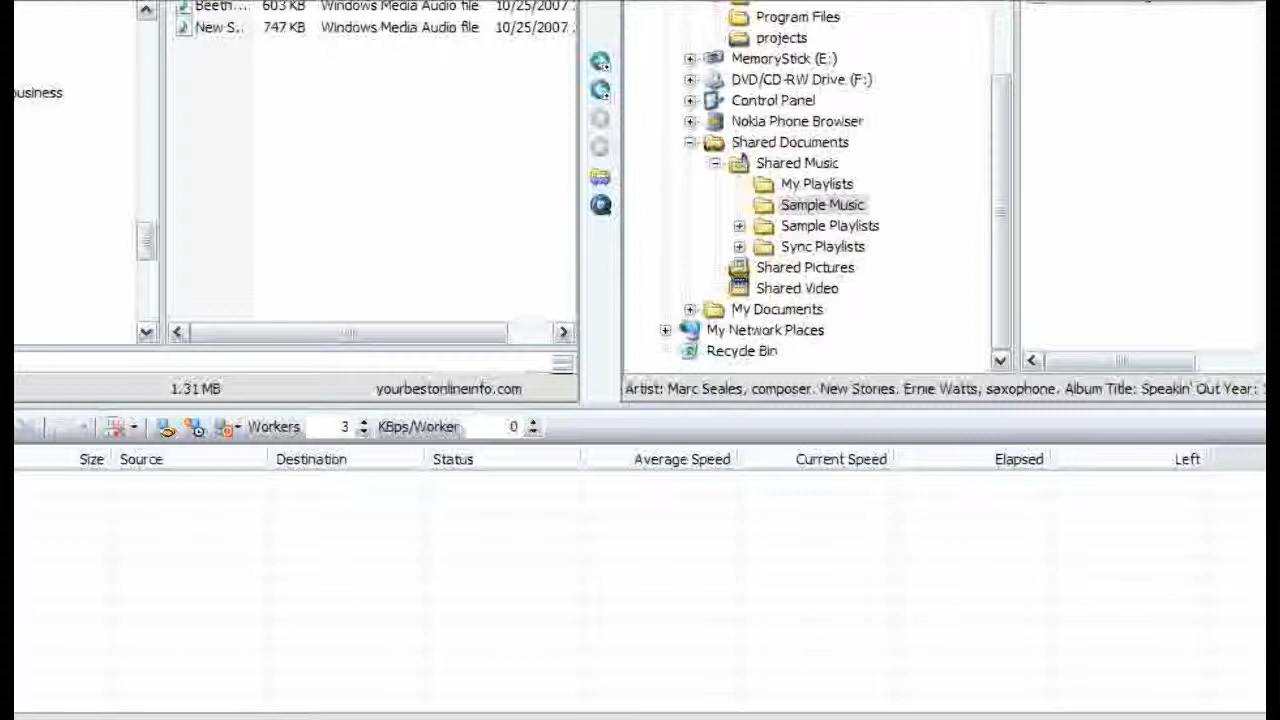 Beeth... 603 KB Windows Media Audio file 10/25/2007
New S... 747 KB Windows Media Audio file 10/25/2007
usiness
1.31 MB yourbestonlineinfo.com
Program Files
projects
MemoryStick (E:)
DVD/CD-RW Drive (F:)
Control Panel
Nokia Phone Browser
Shared Documents
Shared Music
My Playlists
Sample Music
Sample Playlists
Sync Playlists
Shared Pictures
Shared Video
My Documents
My Network Places
Recycle Bin
Artist: Marc Seales, composer. New Stories. Ernie Watts, saxophone. Album Title: Speakin' Out Year:
Workers 3 KBps/Worker 0
Size Source Destination Status Average Speed Current Speed Elapsed Left